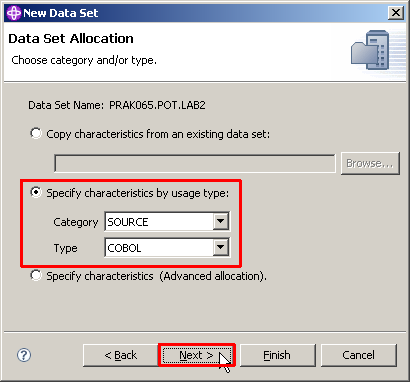 New Data Set
Data Set Allocation
Choose category and/or type.
Data Set Name: PRAK065.POT.LAB2
Copy characteristics from an existing data set:
Browse...
Specify characteristics by usage type:
Category SOURCE
Type COBOL
Specify characteristics (Advanced allocation).
? < Back Next > Finish Cancel